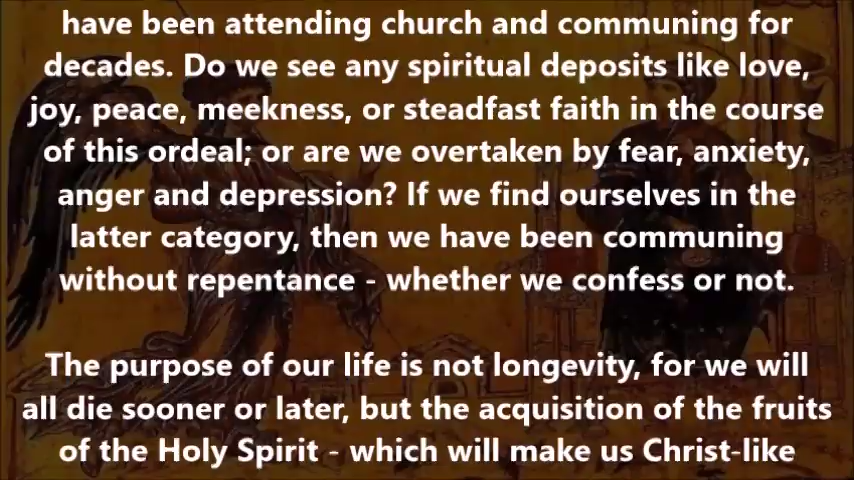 have been attending church and communing for
decades. Do we see any spiritual deposits like love,
joy, peace, meekness, or steadfast faith in the course
of this ordeal; or are we overtaken by fear, anxiety,
anger and depression? If we find ourselves in the
latter category, then we have been communing
without repentance - whether we confess or not.
The purpose of our life is not longevity, for we will
all die sooner or later, but the acquisition of the fruits
of the Holy Spirit - which will make us Christ-like